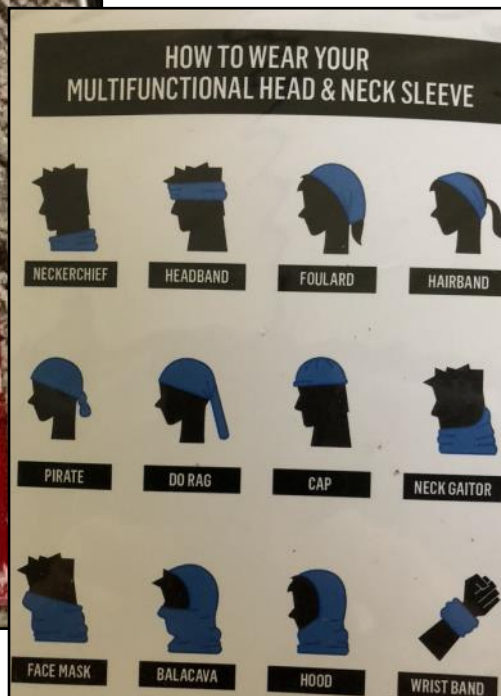 HOW TO WEAR YOUR
MULTIFUNCTIONAL HEAD & NECK SLEEVE
NECKERCHIEF
HEADBAND
FOULARD
HAIRBAND
PIRATE
DO RAG
CAP
NECK GAITOR
FACE MASK
BALACAVA
HOOD
WRIST BAND